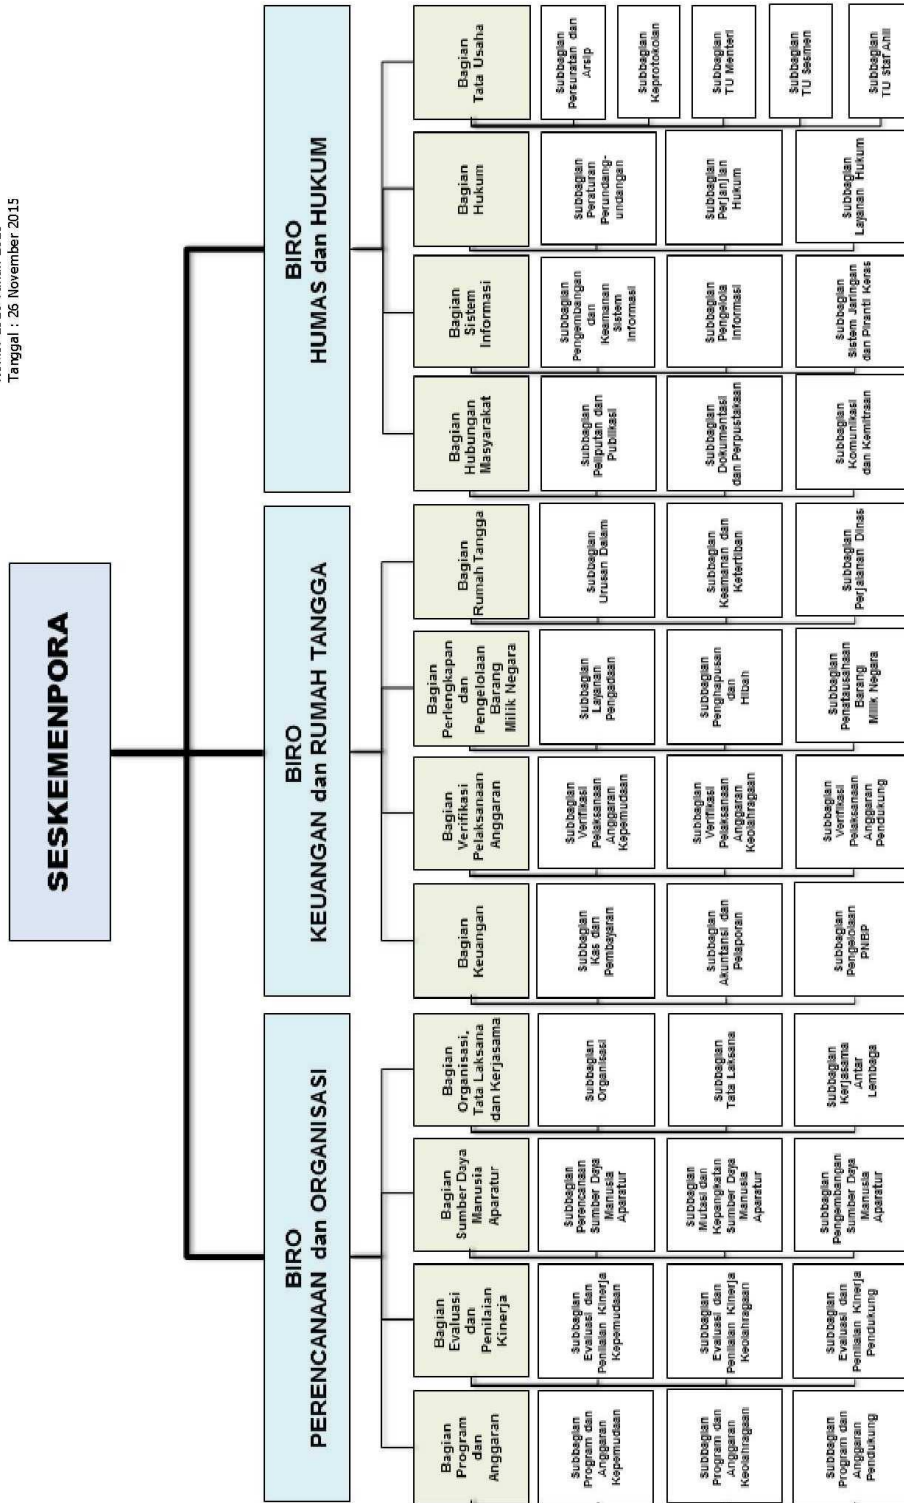 Tanggal : 26 November 2015
SESKEMENPORA
BIRO
PERENCANAAN dan ORGANISASI
BIRO
KEUANGAN dan RUMAH TANGGA
BIRO
HUMAS dan HUKUM
Bagian
Program
dan
Anggaran
Bagian
Evaluasi
dan
Penilaian
Kinerja
Bagian
Sumber Daya
Manusia
Aparatur
Bagian
Organisasi,
Tata Laksana
dan Kerjasama
Bagian
Keuangan
Bagian
Verifikasi
Pelaksanaan
Anggaran
Bagian
Perlengkapan
dan
Pengelolaan
Barang
Milik Negara
Bagian
Rumah Tangga
Bagian
Hubungan
Masyarakat
Bagian
Sistem
Informasi
Bagian
Hukum
Bagian
Tata Usaha
Subbagian
Program dan
Anggaran
Kepemudaan
Subbagian
Evaluasi dan
Penilaian Kinerja
Kepemudaan
Subbagian
Perencanaan
Sumber Daya
Manusia
Aparatur
Subbagian
Organisasi
Subbagian
Kas dan
Pembayaran
Subbagian
Verifikasi
Pelaksanaan
Anggaran
Kepemudaan
Subbagian
Layanan
Pengadaan
Subbagian
Urusan Dalam
Subbagian
Peliputan dan
Publikasi
Subbagian
Pengembangan
dan
Keamanan
Sistem
Informasi
Subbagian
Peraturan
Perundang-
undangan
Subbagian
Persuratan dan
Arsip
Subbagian
Keprotokolan
Subbagian
Program dan
Anggaran
Keolahragaan
Subbagian
Evaluasi dan
Penilaian Kinerja
Keolahragaan
Subbagian
Mutasi dan
Kepangkatan
Sumber Daya
Manusia
Aparatur
Subbagian
Tata Laksana
Subbagian
Akuntansi dan
Pelaporan
Subbagian
Verifikasi
Pelaksanaan
Anggaran
Keolahragaan
Subbagian
Penghapusan
dan
Hibah
Subbagian
Keamanan dan
Ketertiban
Subbagian
Dokumentasi
dan Perpustakaan
Subbagian
Pengelola
Informasi
Subbagian
Perjanjian
Hukum
Subbagian
TU Menteri
Subbagian
TU Sesmen
Subbagian
Program dan
Anggaran
Pendukung
Subbagian
Evaluasi dan
Penilaian Kinerja
Pendukung
Subbagian
Pengembangan
Sumber Daya
Manusia
Aparatur
Subbagian
Kerjasama
Antar
Lembaga
Subbagian
Pengelolaan
PNBP
Subbagian
Verifikasi
Pelaksanaan
Anggaran
Pendukung
Subbagian
Penatausahaan
Barang
Milik Negara
Subbagian
Perjalanan Dinas
Subbagian
Komunikasi
dan Kemitraan
Subbagian
Sistem Jaringan
dan Piranti Keras
Subbagian
Layanan Hukum
Subbagian
TU Staf Ahli